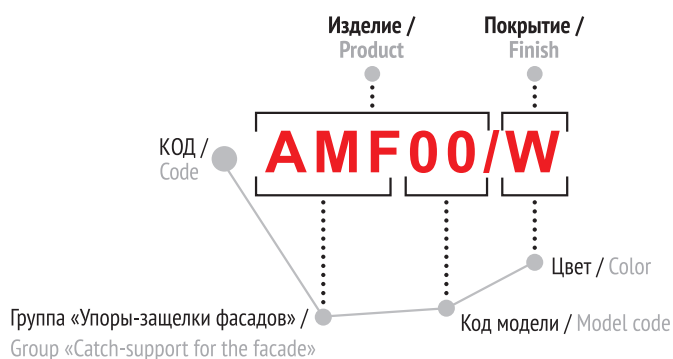 Изделие /
Product
Покрытие /
Finish
КОД /
Code
AMF00/W
Цвет / Color
Группа «Упоры-защелки фасадов» /
Group «Catch-support for the facade»
Код модели / Model code